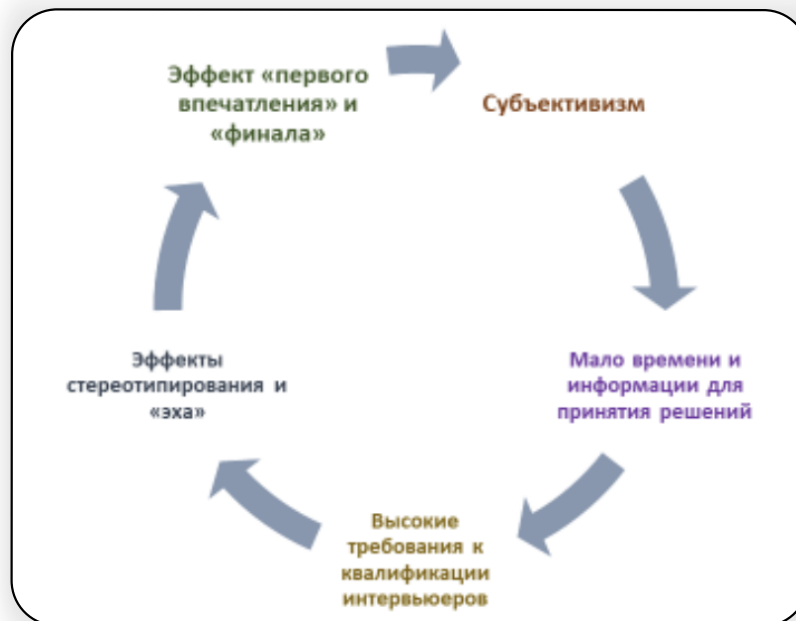 Эффект «первого
впечатления» и
«финала»
Субъективизм
Мало времени и
информации для
принятия решений
Высокие
требования к
квалификации
интервьюеров
Эффекты
стереотипирования и
«эха»